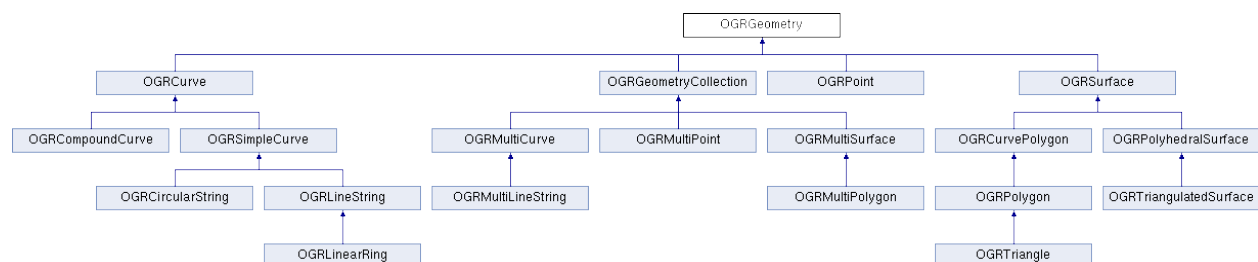 OGRGeometry
OGRCurve OGRGeometryCollection OGRPoint OGRSurface
OGRCompoundCurve OGRSimpleCurve OGRMultiCurve OGRMultiPoint OGRMultiSurface OGRCurvePolygon OGRPolyhedralSurface
OGRCircularString OGRLineString OGRMultiLineString OGRMultiPolygon OGRPolygon OGRTriangulatedSurface
OGRLinearRing OGRTriangle